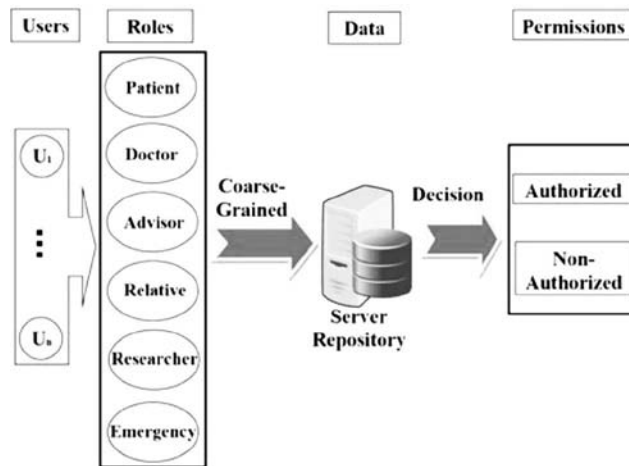 Users
Roles
Data
Permissions
Patient
Doctor
Advisor
Relative
Researcher
Emergency
U₁
...
Uₙ
Coarse-
Grained
Server
Repository
Decision
Authorized
Non-
Authorized